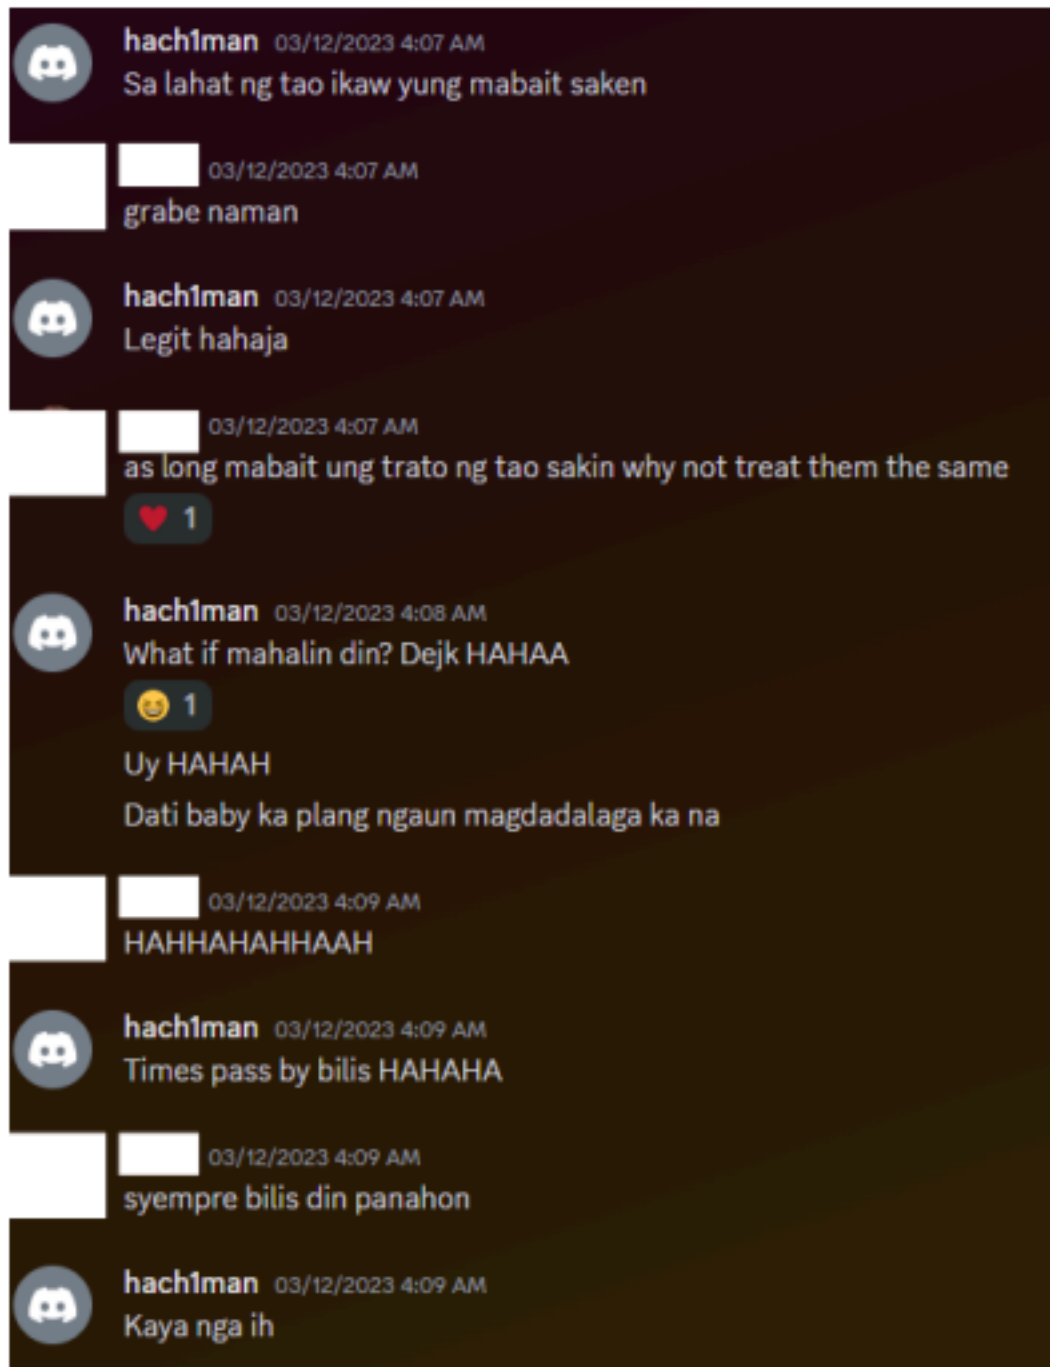 hach1man 03/12/2023 4:07 AM
Sa lahat ng tao ikaw yung mabait saken
03/12/2023 4:07 AM
grabe naman
hach1man 03/12/2023 4:07 AM
Legit hahaja
03/12/2023 4:07 AM
as long mabait ung trato ng tao sakin why not treat them the same
1
hach1man 03/12/2023 4:08 AM
What if mahalin din? Dejk HAHAA
1
Uy HAHAH
Dati baby ka plang ngaun magdadalaga ka na
03/12/2023 4:09 AM
HAHHAHAHHAAH
hach1man 03/12/2023 4:09 AM
Times pass by bilis HAHAHA
03/12/2023 4:09 AM
syempre bilis din panahon
hach1man 03/12/2023 4:09 AM
Kaya nga ih